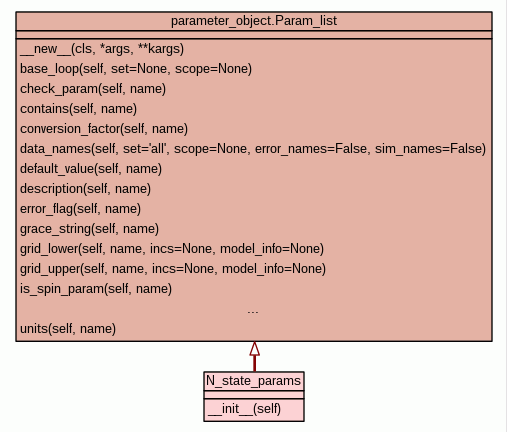 parameter_object.Param_list
__new__(cls, *args, **kargs)
base_loop(self, set=None, scope=None)
check_param(self, name)
contains(self, name)
conversion_factor(self, name)
data_names(self, set='all', scope=None, error_names=False, sim_names=False)
default_value(self, name)
description(self, name)
error_flag(self, name)
grace_string(self, name)
grid_lower(self, name, incs=None, model_info=None)
grid_upper(self, name, incs=None, model_info=None)
is_spin_param(self, name)
...
units(self, name)
N_state_params
__init__(self)